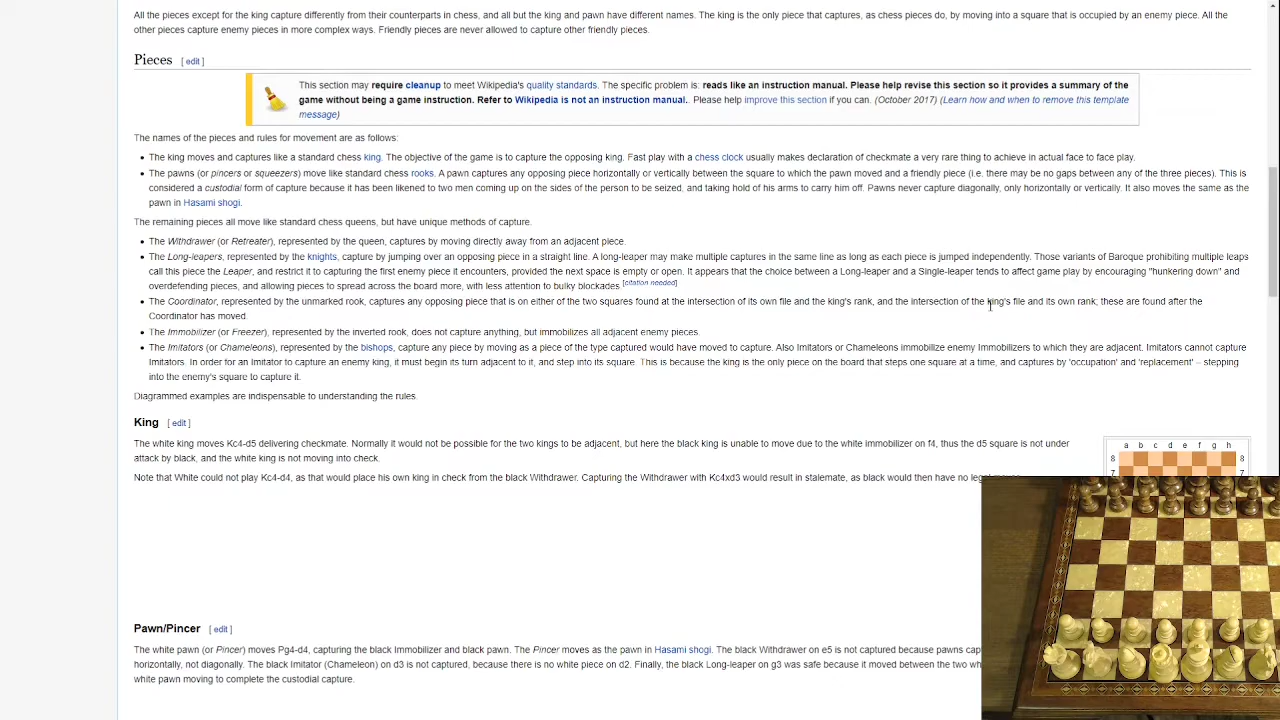 All the pieces except for the king capture differently from their counterparts in chess, and all but the king and pawn have different names. The king is the only piece that captures, as chess pieces do, by moving into a square that is occupied by an enemy piece. All the
other pieces capture enemy pieces in more complex ways. Friendly pieces are never allowed to capture other friendly pieces.
Pieces [ edit ]
This section may require cleanup to meet Wikipedia's quality standards. The specific problem is: reads like an instruction manual. Please help revise this section so it provides a summary of the
game without being a game instruction. Refer to Wikipedia is not an instruction manual.. Please help improve this section if you can. (October 2017) (Learn how and when to remove this template
message)
The names of the pieces and rules for movement are as follows:
• The king moves and captures like a standard chess king. The objective of the game is to capture the opposing king. Fast play with a chess clock usually makes declaration of checkmate a very rare thing to achieve in actual face to face play.
• The pawns (or pincers or squeezers) move like standard chess rooks. A pawn captures any opposing piece horizontally or vertically between the square to which the pawn moved and a friendly piece (i.e. there may be no gaps between any of the three pieces). This is
considered a custodial form of capture because it has been likened to two men coming up on the sides of the person to be seized, and taking hold of his arms to carry him off. Pawns never capture diagonally, only horizontally or vertically. It also moves the same as the
pawn in Hasami shogi.
The remaining pieces all move like standard chess queens, but have unique methods of capture.
• The Withdrawer (or Retreater), represented by the queen, captures by moving directly away from an adjacent piece.
• The Long-leapers, represented by the knights, capture by jumping over an opposing piece in a straight line. A long-leaper may make multiple captures in the same line as long as each piece is jumped independently. Those variants of Baroque prohibiting multiple leaps
call this piece the Leaper, and restrict it to capturing the first enemy piece it encounters, provided the next space is empty or open. It appears that the choice between a Long-leaper and a Single-leaper tends to affect game play by encouraging "hunkering down" and
overdefending pieces, and allowing pieces to spread across the board more, with less attention to bulky blockades.[citation needed]
• The Coordinator, represented by the unmarked rook, captures any opposing piece that is on either of the two squares found at the intersection of its own file and the king's rank, and the intersection of the king's file and its own rank; these are found after the
Coordinator has moved.
• The Immobilizer (or Freezer), represented by the inverted rook, does not capture anything, but immobilizes all adjacent enemy pieces.
• The Imitators (or Chameleons), represented by the bishops, capture any piece by moving as a piece of the type captured would have moved to capture. Also Imitators or Chameleons immobilize enemy Immobilizers to which they are adjacent. Imitators cannot capture
Imitators. In order for an Imitator to capture an enemy king, it must begin its turn adjacent to it, and step into its square. This is because the king is the only piece on the board that steps one square at a time, and captures by 'occupation' and 'replacement' – stepping
into the enemy's square to capture it.
Diagrammed examples are indispensable to understanding the rules.
King [ edit ]
The white king moves Kc4-d5 delivering checkmate. Normally it would not be possible for the two kings to be adjacent, but here the black king is unable to move due to the white immobilizer on f4, thus the d5 square is not under
attack by black, and the white king is not moving into check.
a b c d e f g h
8 8
7 7
Note that White could not play Kc4-d4, as that would place his own king in check from the black Withdrawer. Capturing the Withdrawer with Kc4xd3 would result in stalemate, as black would then have no
Pawn/Pincer [ edit ]
The white pawn (or Pincer) moves Pg4-d4, capturing the black Immobilizer and black pawn. The Pincer moves as the pawn in Hasami shogi. The black Withdrawer on e5 is not captured because pawns
horizontally, not diagonally. The black Imitator (Chameleon) on d3 is not captured, because there is no white piece on d2. Finally, the black Long-leaper on g3 was safe because it moved between the two
white pawn moving to complete the custodial capture.